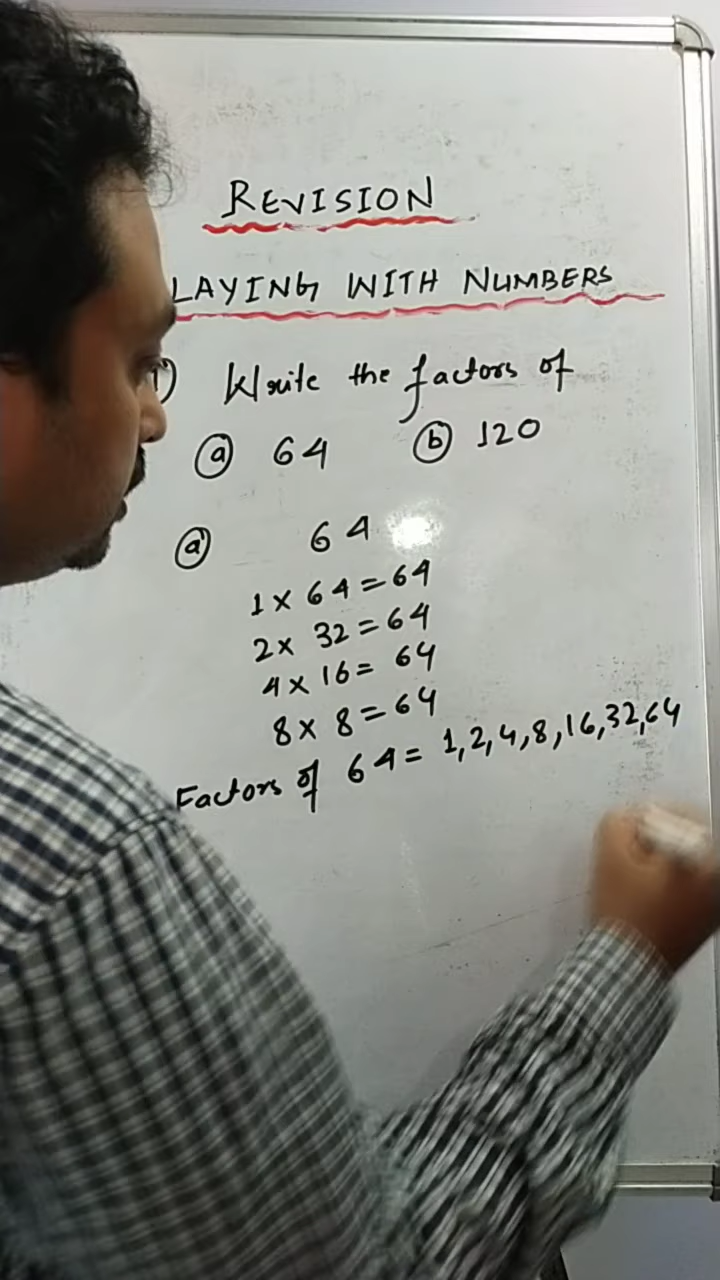 REVISION
LAYING WITH NUMBERS
1) Write the factors of
(a) 64 (b) 120
(a) 64
1 × 64 = 64
2 × 32 = 64
4 × 16 = 64
8 × 8 = 64
Factors of 64 = 1,2,4,8,16,32,64